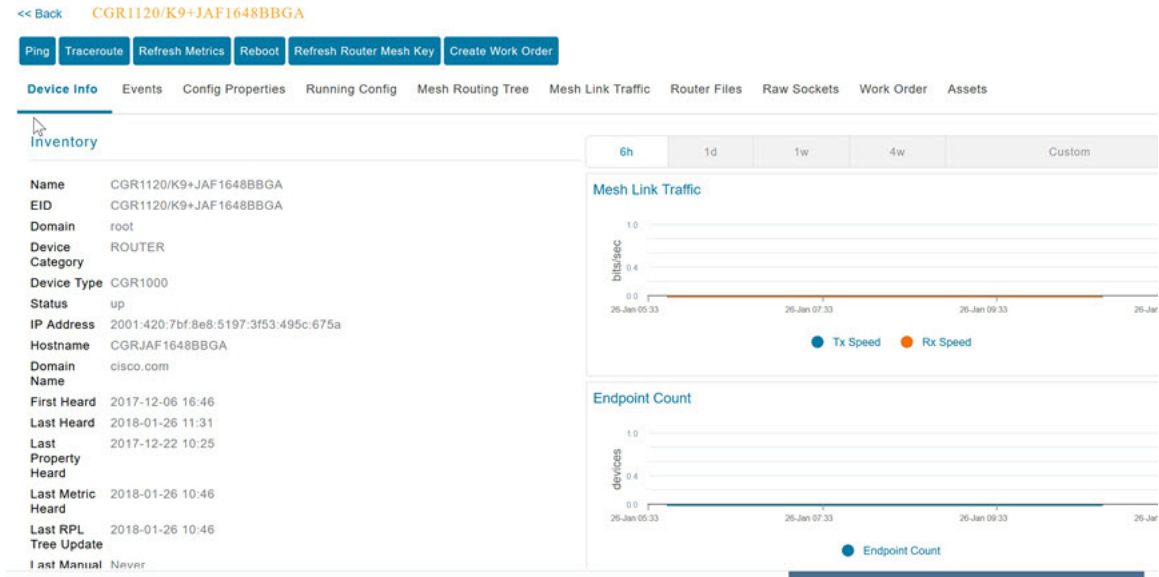 << Back CGR1120/K9+JAF1648BBGA
Ping Traceroute Refresh Metrics Reboot Refresh Router Mesh Key Create Work Order
Device Info Events Config Properties Running Config Mesh Routing Tree Mesh Link Traffic Router Files Raw Sockets Work Order Assets
Inventory
Name CGR1120/K9+JAF1648BBGA
EID CGR1120/K9+JAF1648BBGA
Domain root
Device ROUTER
Category
Device Type CGR1000
Status up
IP Address 2001:420:7bf:8e8:5197:3f53:495c:675a
Hostname CGRJAF1648BBGA
Domain cisco.com
Name
First Heard 2017-12-06 16:46
Last Heard 2018-01-26 11:31
Last 2017-12-22 10:25
Property
Heard
Last Metric 2018-01-26 10:46
Heard
Last RPL 2018-01-26 10:46
Tree Update
Last Manual Never
6h 1d 1w 4w Custom
Mesh Link Traffic
bits/sec
1.0
0.4
0.0
26-Jan 05:33 26-Jan 07:33 26-Jan 09:33 26-Jan
Tx Speed Rx Speed
Endpoint Count
devices
1.0
0.4
0.0
26-Jan 05:33 26-Jan 07:33 26-Jan 09:33 26-Jan
Endpoint Count